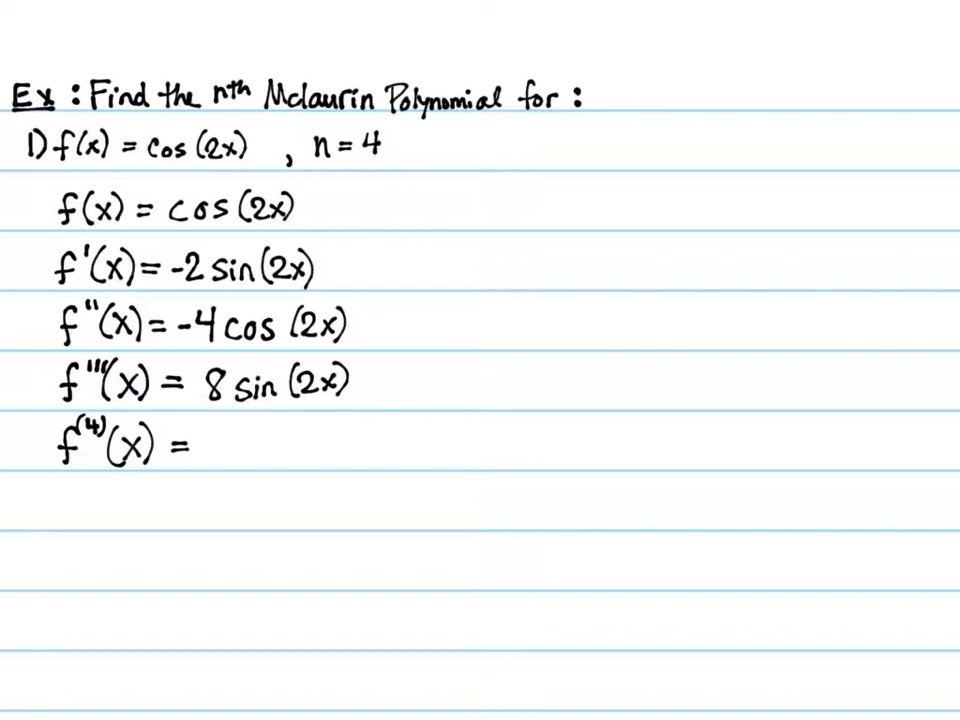 Ex : Find the nth Mclaurin Polynomial for :
1) f(x) = cos (2x) , n = 4
f(x) = cos (2x)
f'(x) = -2 sin (2x)
f''(x) = -4 cos (2x)
f'''(x) = 8 sin (2x)
f⁽⁴⁾(x) =